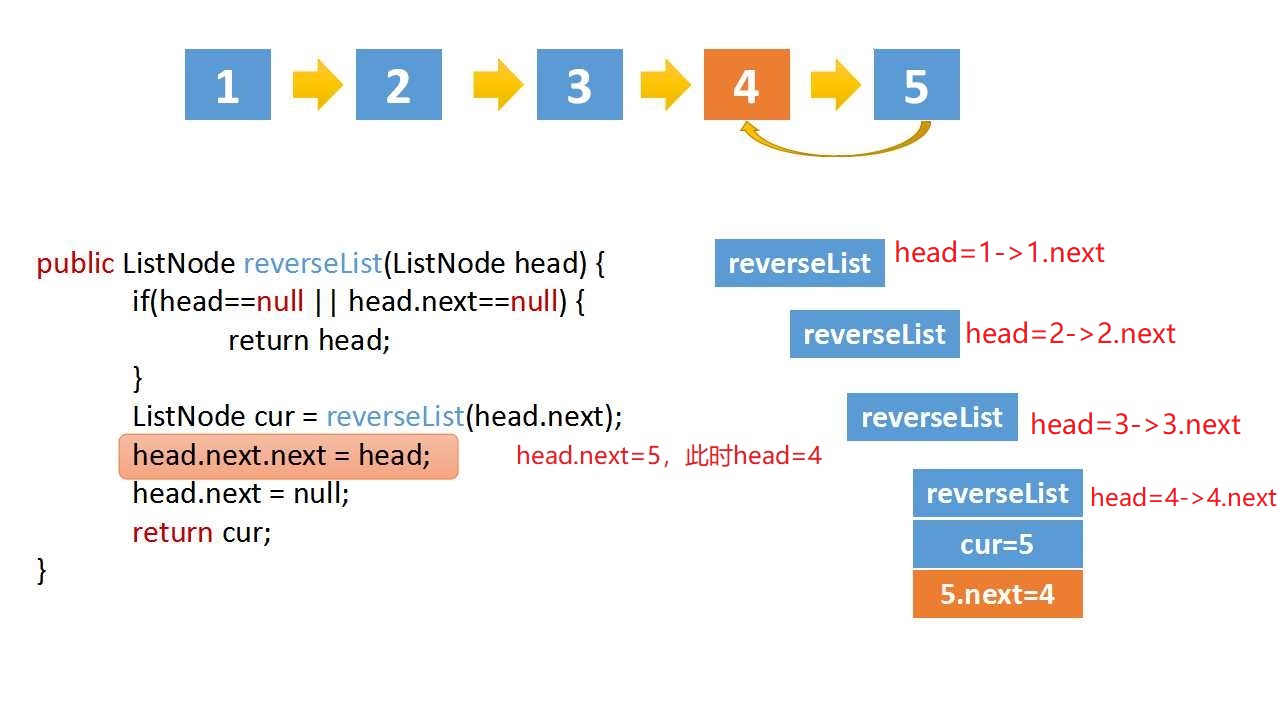 1 2 3 4 5
public ListNode reverseList(ListNode head) {
if(head==null || head.next==null) {
return head;
}
ListNode cur = reverseList(head.next);
head.next.next = head;
head.next=5，此时head=4
head.next = null;
return cur;
}
reverseList head=1->1.next
reverseList head=2->2.next
reverseList head=3->3.next
reverseList head=4->4.next
cur=5
5.next=4